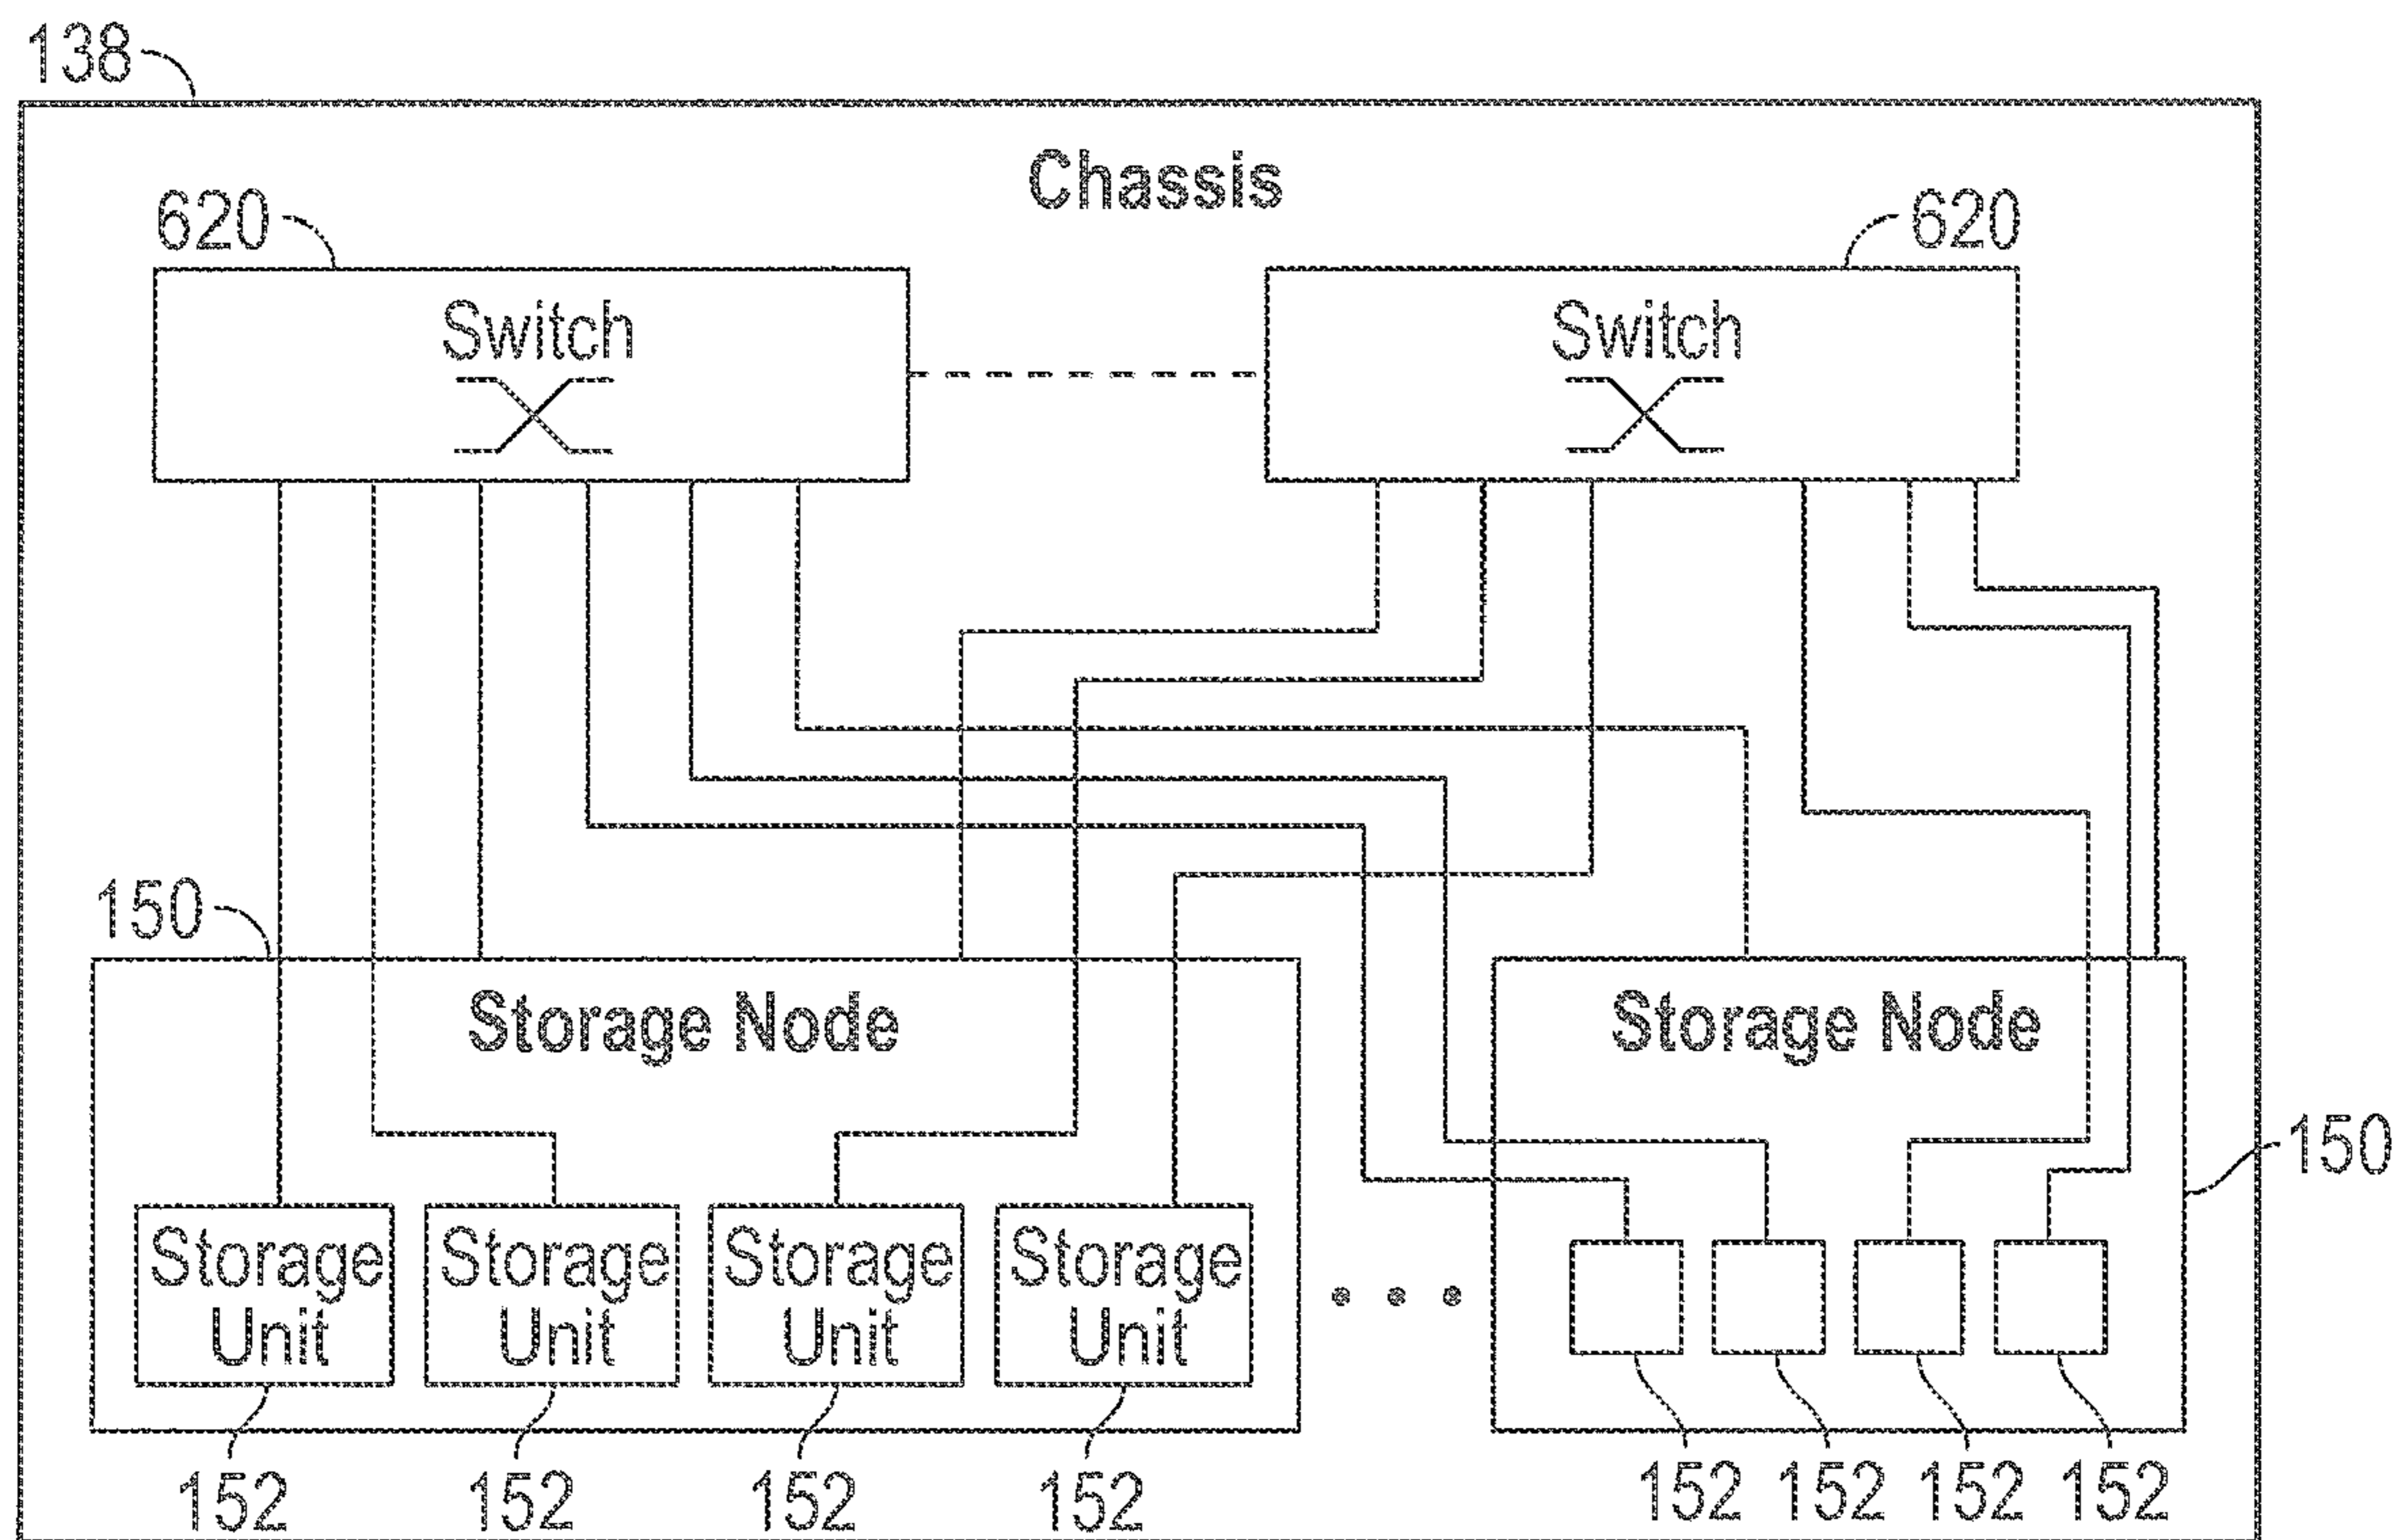 138
Chassis
620
620
Switch
Switch
150
Storage Node
Storage Node
150
Storage
Unit
Storage
Unit
Storage
Unit
Storage
Unit
152
152
152
152
152
152
152
152